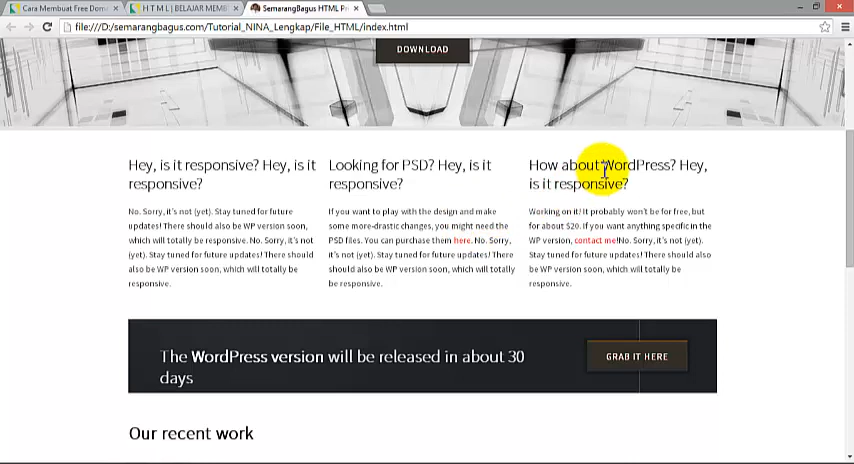 Cara Membuat Free Dom
H T M L | BELAJAR MEMB
SemarangBagus HTML Pr
file:///D:/semarangbagus.com/Tutorial_NINA_Lengkap/File_HTML/index.html
DOWNLOAD
Hey, is it responsive? Hey, is it
responsive?
No. Sorry, it's not (yet). Stay tuned for future
updates! There should also be WP version soon,
which will totally be responsive. No. Sorry, it's not
(yet). Stay tuned for future updates! There should
also be WP version soon, which will totally be
responsive.
Looking for PSD? Hey, is it
responsive?
If you want to play with the design and make
some more-drastic changes, you might need the
PSD files. You can purchase them here. No. Sorry,
it's not (yet). Stay tuned for future updates! There
should also be WP version soon, which will totally
be responsive.
How about WordPress? Hey,
is it responsive?
Working on it! It probably won't be for free, but
for about $20. If you want anything specific in the
WP version, contact me!No. Sorry, it's not (yet).
Stay tuned for future updates! There should also
be WP version soon, which will totally be
responsive.
The WordPress version will be released in about 30
days
GRAB IT HERE
Our recent work